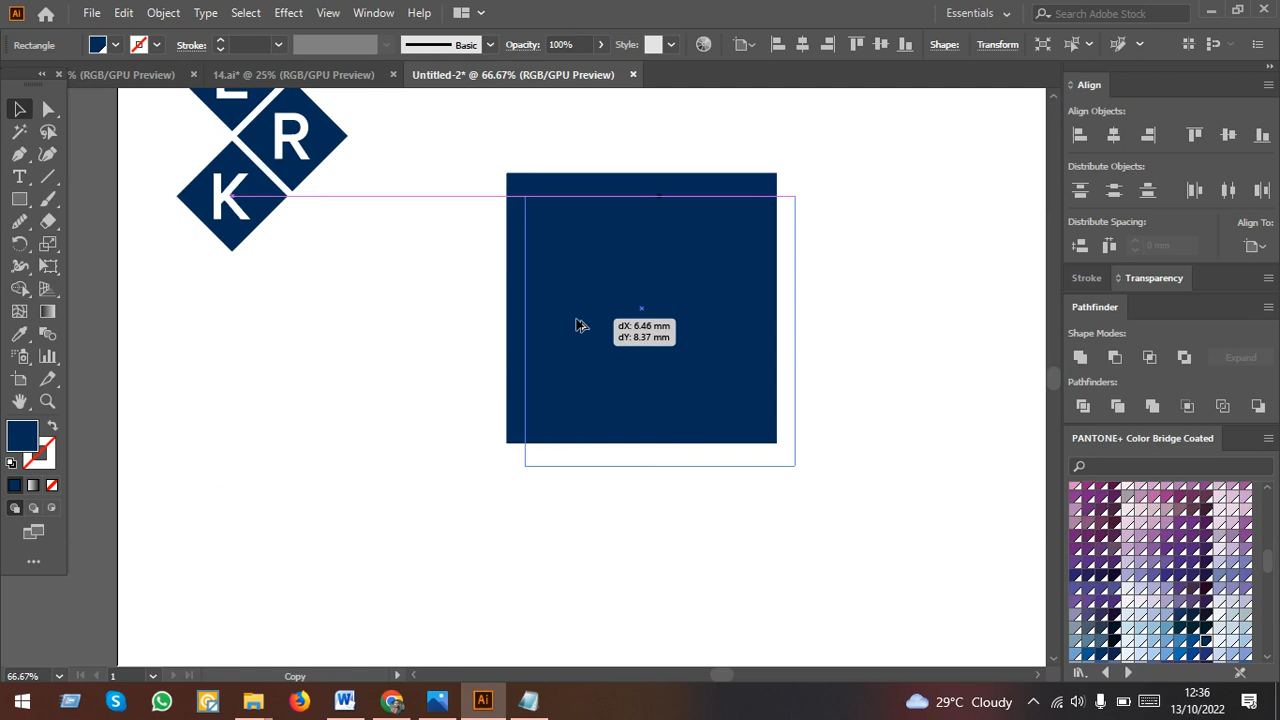 Ai File Edit Object Type Select Effect View Window Help Essentials Search Adobe Stock
Rectangle Stroke: Basic Opacity: 100% Style: Shape: Transform
% (RGB/GPU Preview) × 14.ai* @ 25% (RGB/GPU Preview) × Untitled-2* @ 66.67% (RGB/GPU Preview) ×
Align
Align Objects:
R
K
Distribute Objects:
Distribute Spacing:
Align To:
0 mm
Stroke Transparency
Pathfinder
dX: 6.46 mm
dY: 8.37 mm
Shape Modes:
Expand
Pathfinders:
PANTONE+ Color Bridge Coated
66.67% 1 Copy
Ai 29°C Cloudy 12:36
13/10/2022